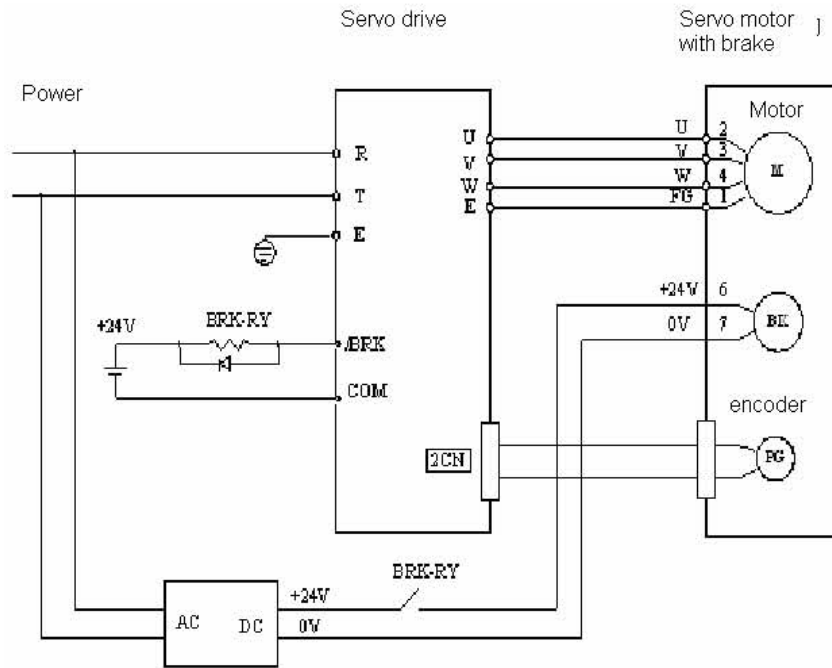 Servo drive
Servo motor ]
with brake
Power
Motor
R
T
E
U
V
W
E
U 2
V 3
W 4
FG 1
M
+24V 6
0V 7
BK
+24V
BRK-RY
/BRK
COM
encoder
2CN
PG
BRK-RY
AC DC
+24V
0V